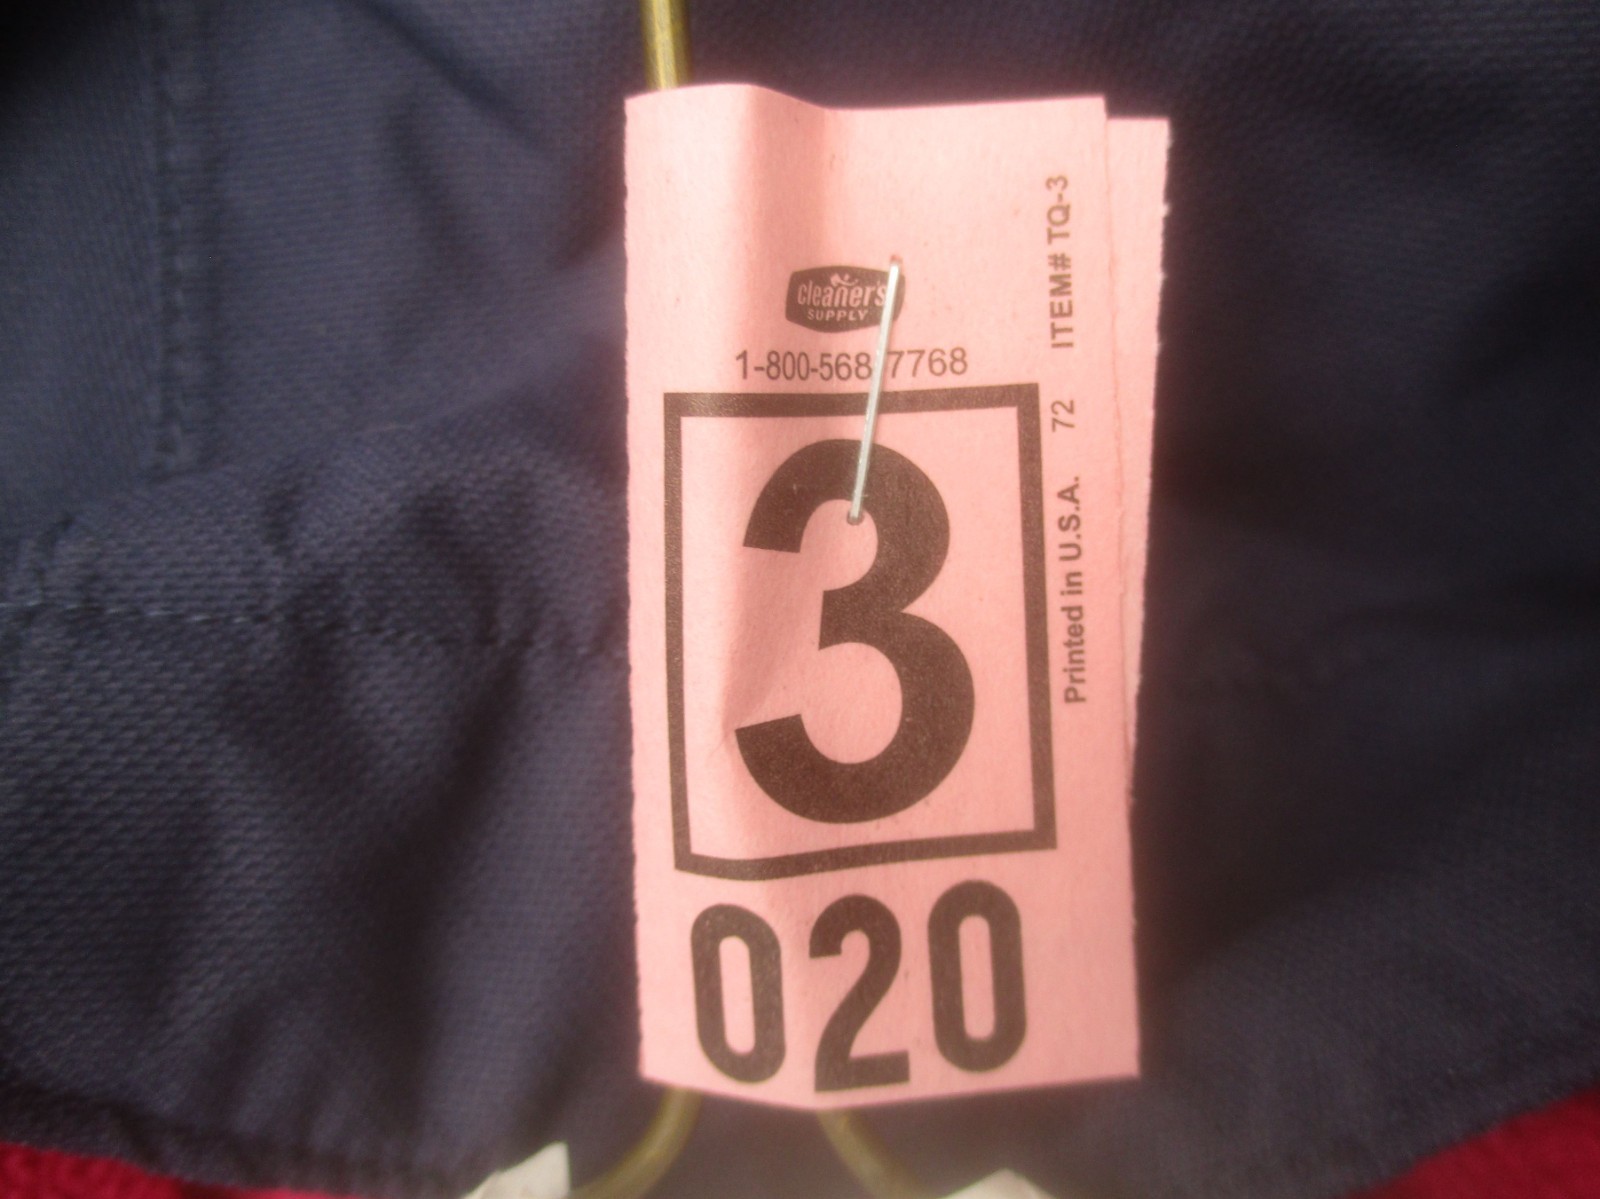 cleaner's
SUPPLY
1-800-568-7768
3
020
Printed in U.S.A. 72 ITEM# TQ-3